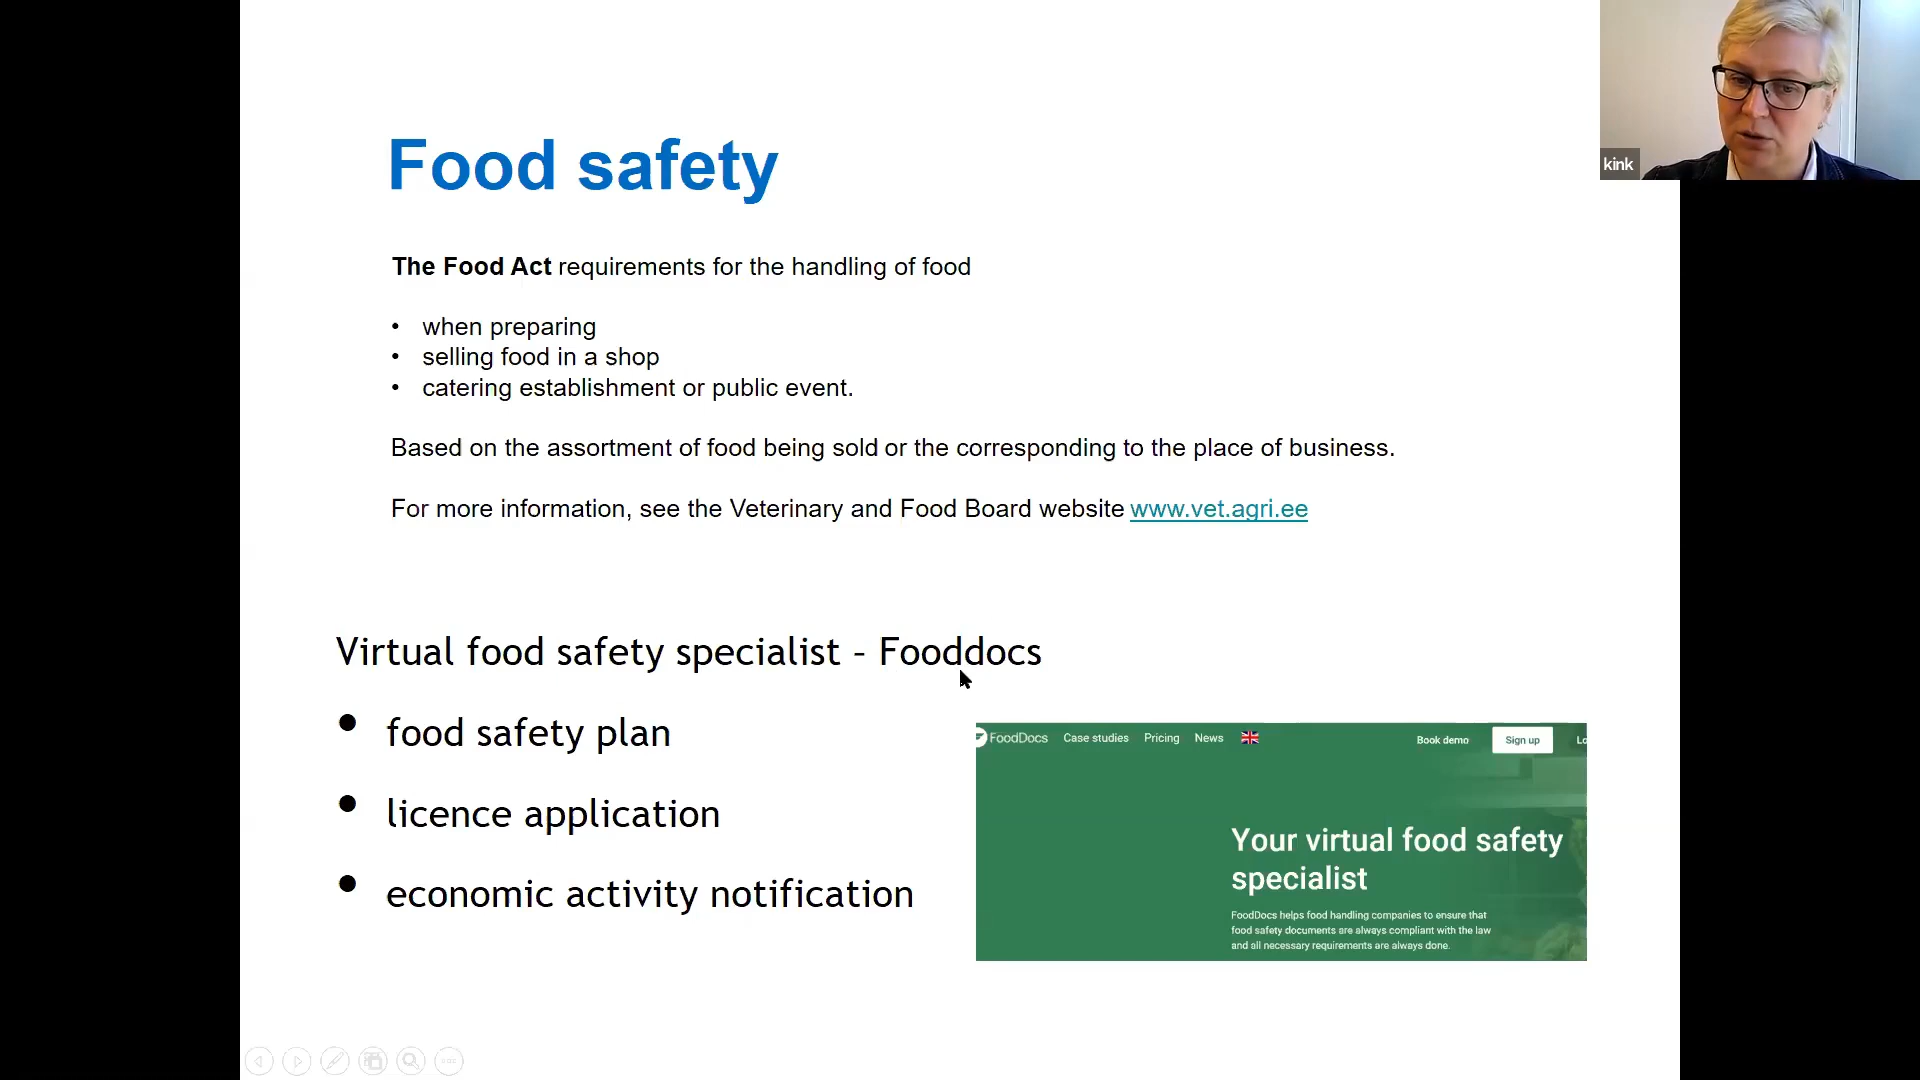 Food safety
kink
The Food Act requirements for the handling of food
• when preparing
• selling food in a shop
• catering establishment or public event.
Based on the assortment of food being sold or the corresponding to the place of business.
For more information, see the Veterinary and Food Board website www.vet.agri.ee
Virtual food safety specialist – Fooddocs
• food safety plan
• licence application
• economic activity notification
FoodDocs Case studies Pricing News Book demo Sign up Lo
Your virtual food safety
specialist
FoodDocs helps food handling companies to ensure that
food safety documents are always compliant with the law
and all necessary requirements are always done.